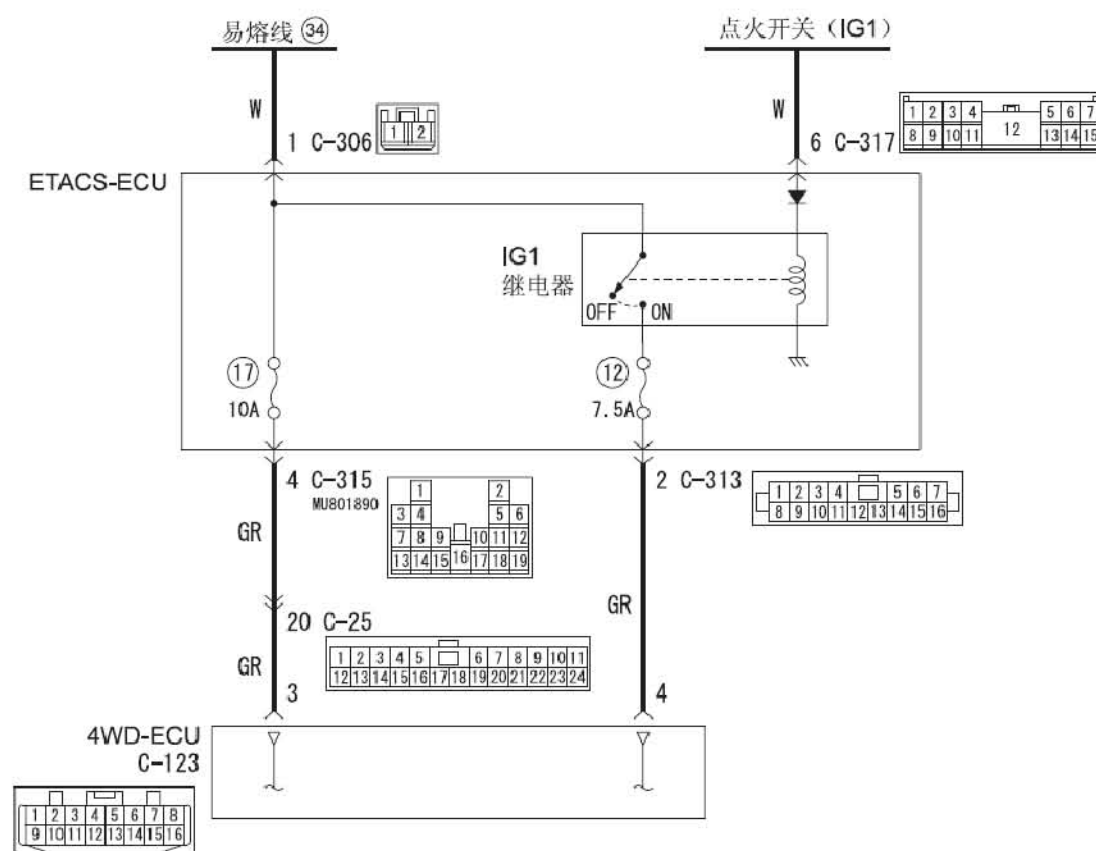 易熔线 ㉞
点火开关（IG1）
W
W
1 C-306
1 2
6 C-317
1 2 3 4 5 6 7
8 9 10 11 12 13 14 15
ETACS-ECU
IG1
继电器
OFF ON
⑰
10A
⑫
7.5A
4 C-315
MU801890
1 2
3 4 5 6
7 8 9 10 11 12
13 14 15 16 17 18 19
2 C-313
1 2 3 4 5 6 7
8 9 10 11 12 13 14 15 16
GR
GR
20 C-25
1 2 3 4 5 6 7 8 9 10 11
12 13 14 15 16 17 18 19 20 21 22 23 24
GR
3
4
4WD-ECU
C-123
1 2 3 4 5 6 7 8
9 10 11 12 13 14 15 16